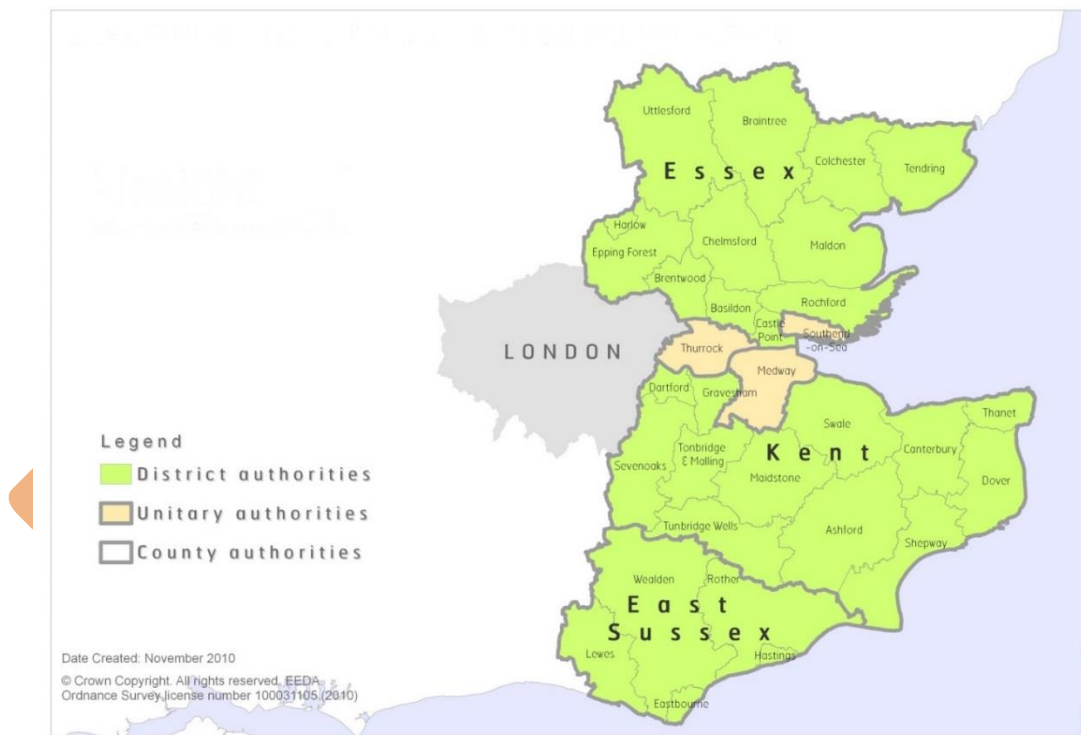 Uttlesford
Braintree
Colchester
Tendring
Essex
Harlow
Epping Forest
Chelmsford
Maldon
Brentwood
Basildon
Rochford
Castle
Point
Southend
-on-Sea
LONDON
Thurrock
Medway
Dartford
Gravesham
Thanet
Swale
Kent
Canterbury
Sevenoaks
Tonbridge
& Malling
Maidstone
Dover
Tunbridge Wells
Ashford
Shepway
Wealden
Rother
East
Sussex
Lewes
Hastings
Eastbourne
Legend
District authorities
Unitary authorities
County authorities
Date Created: November 2010
© Crown Copyright. All rights reserved. EEDA
Ordnance Survey license number 100031105 (2010)